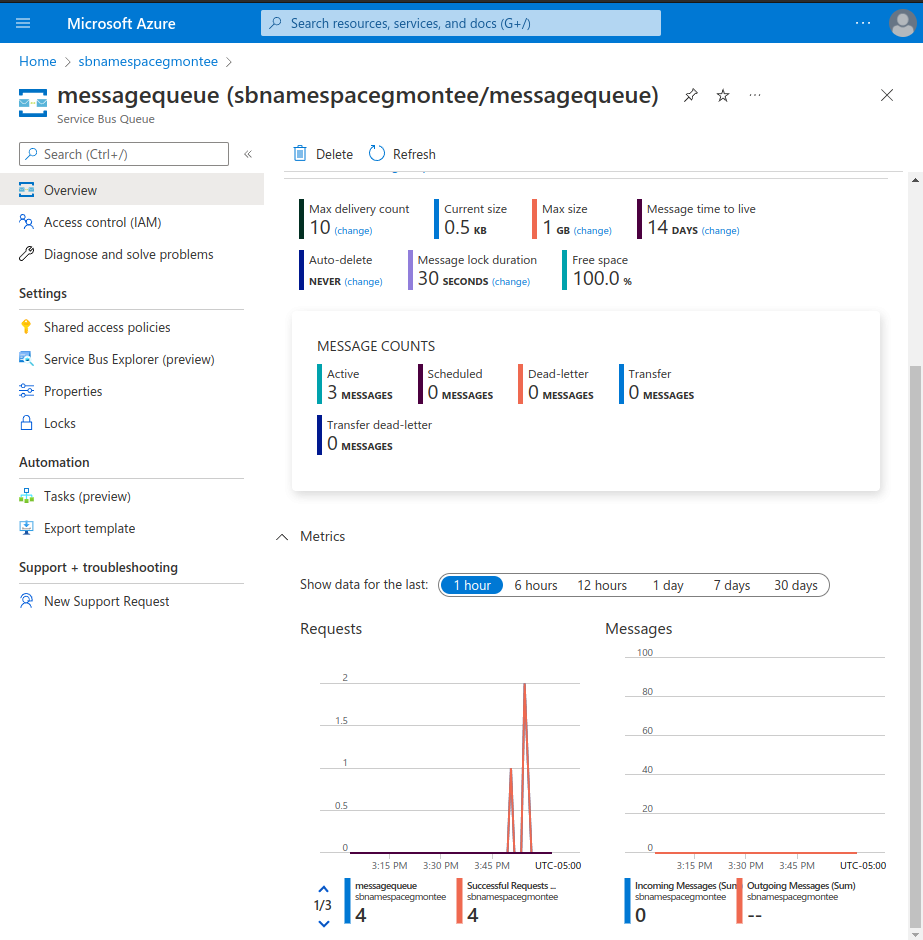 Microsoft Azure
Search resources, services, and docs (G+/)
Home > sbnamespacegmontee >
messagequeue (sbnamespacegmontee/messagequeue)
Service Bus Queue
Search (Ctrl+/)
Delete Refresh
Overview
Access control (IAM)
Diagnose and solve problems
Settings
Shared access policies
Service Bus Explorer (preview)
Properties
Locks
Automation
Tasks (preview)
Export template
Support + troubleshooting
New Support Request
Max delivery count
10 (change)
Current size
0.5 KB
Max size
1 GB (change)
Message time to live
14 DAYS (change)
Auto-delete
NEVER (change)
Message lock duration
30 SECONDS (change)
Free space
100.0 %
MESSAGE COUNTS
Active
3 MESSAGES
Scheduled
0 MESSAGES
Dead-letter
0 MESSAGES
Transfer
0 MESSAGES
Transfer dead-letter
0 MESSAGES
Metrics
Show data for the last: 1 hour 6 hours 12 hours 1 day 7 days 30 days
Requests
2
1.5
1
0.5
0
3:15 PM 3:30 PM 3:45 PM UTC-05:00
1/3
messagequeue
sbnamespacegmontee
4
Successful Requests ...
sbnamespacegmontee
4
Messages
100
80
60
40
20
0
3:15 PM 3:30 PM 3:45 PM UTC-05:00
Incoming Messages (Sum
sbnamespacegmontee
0
Outgoing Messages (Sum)
sbnamespacegmontee
--